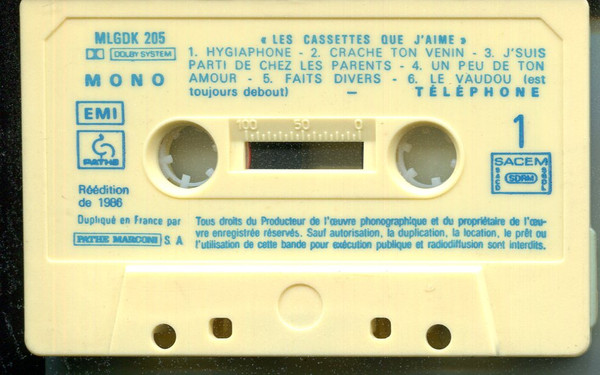 MLGDK 205
« LES CASSETTES QUE J'AIME »
DOLBY SYSTEM
MONO
1. HYGIAPHONE - 2. CRACHE TON VENIN - 3. J'SUIS
PARTI DE CHEZ LES PARENTS - 4. UN PEU DE TON
AMOUR - 5. FAITS DIVERS - 6. LE VAUDOU (est
toujours debout) – TÉLÉPHONE
EMI
PATHE
100 50 0
1
SACEM
SACD SDRM SGDL
Réédition
de 1986
Dupliqué en France par
PATHE MARCONI S A
Tous droits du Producteur de l'œuvre phonographique et du propriétaire de l'œu-
vre enregistrée réservés. Sauf autorisation, la duplication, la location, le prêt ou
l'utilisation de cette bande pour exécution publique et radiodiffusion sont interdits.